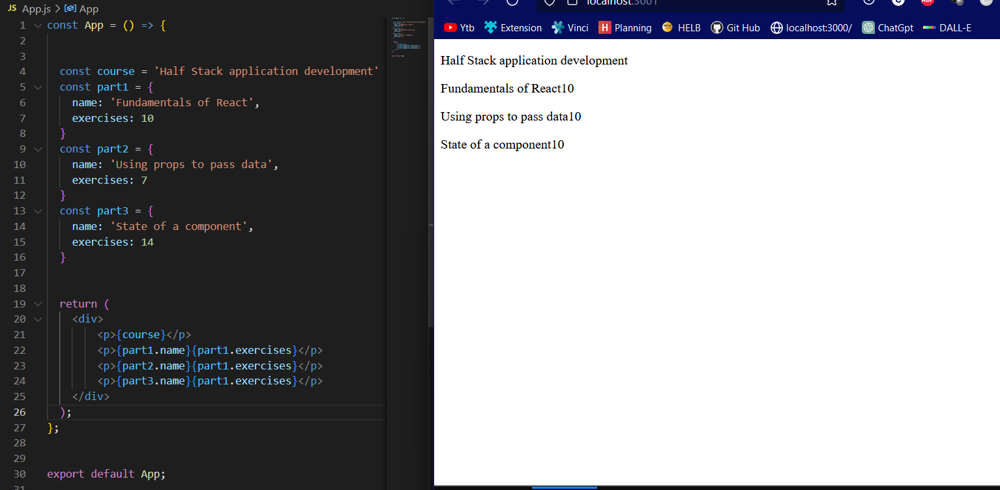 JS App.js > App
1 const App = () => {
2
3
4 const course = 'Half Stack application development'
5 const part1 = {
6 name: 'Fundamentals of React',
7 exercises: 10
8 }
9 const part2 = {
10 name: 'Using props to pass data',
11 exercises: 7
12 }
13 const part3 = {
14 name: 'State of a component',
15 exercises: 14
16 }
17
18
19 return (
20 <div>
21 <p>{course}</p>
22 <p>{part1.name}{part1.exercises}</p>
23 <p>{part2.name}{part1.exercises}</p>
24 <p>{part3.name}{part1.exercises}</p>
25 </div>
26 );
27 };
28
29
30 export default App;
31
localhost:3001
Ytb Extension Vinci H Planning HELB Git Hub localhost:3000/ ChatGpt DALL-E
Half Stack application development
Fundamentals of React10
Using props to pass data10
State of a component10